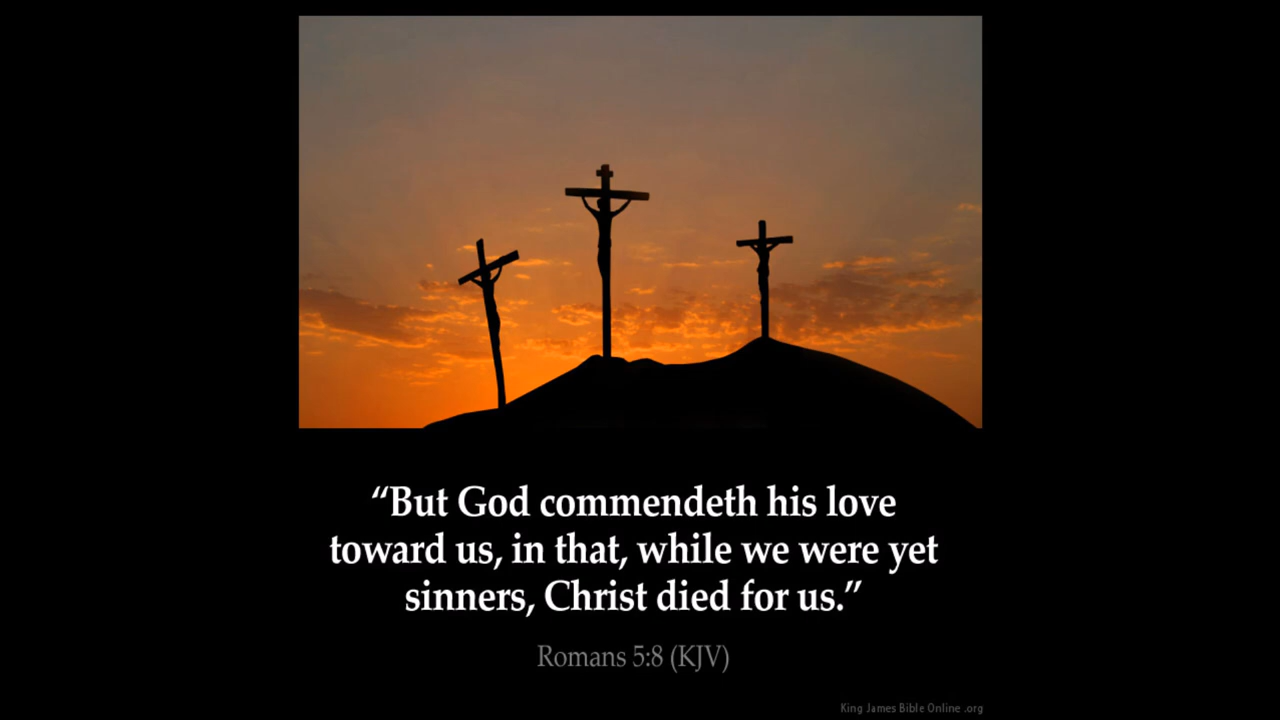 “But God commendeth his love
toward us, in that, while we were yet
sinners, Christ died for us.”
Romans 5:8 (KJV)
King James Bible Online .org